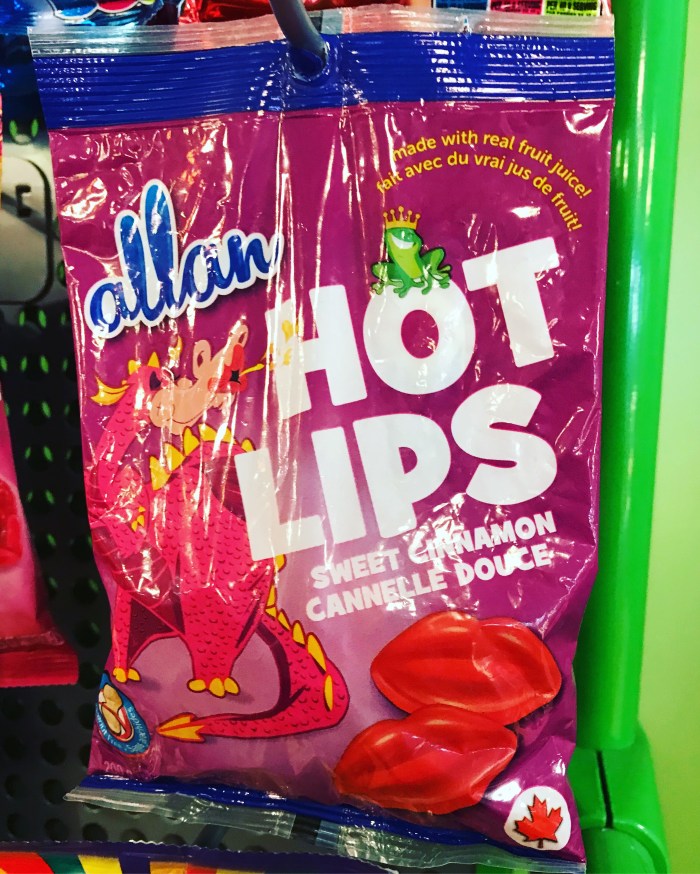 made with real fruit juice!
fait avec du vrai jus de fruit!
allan
HOT
LIPS
SWEET CINNAMON
CANNELLE DOUCE